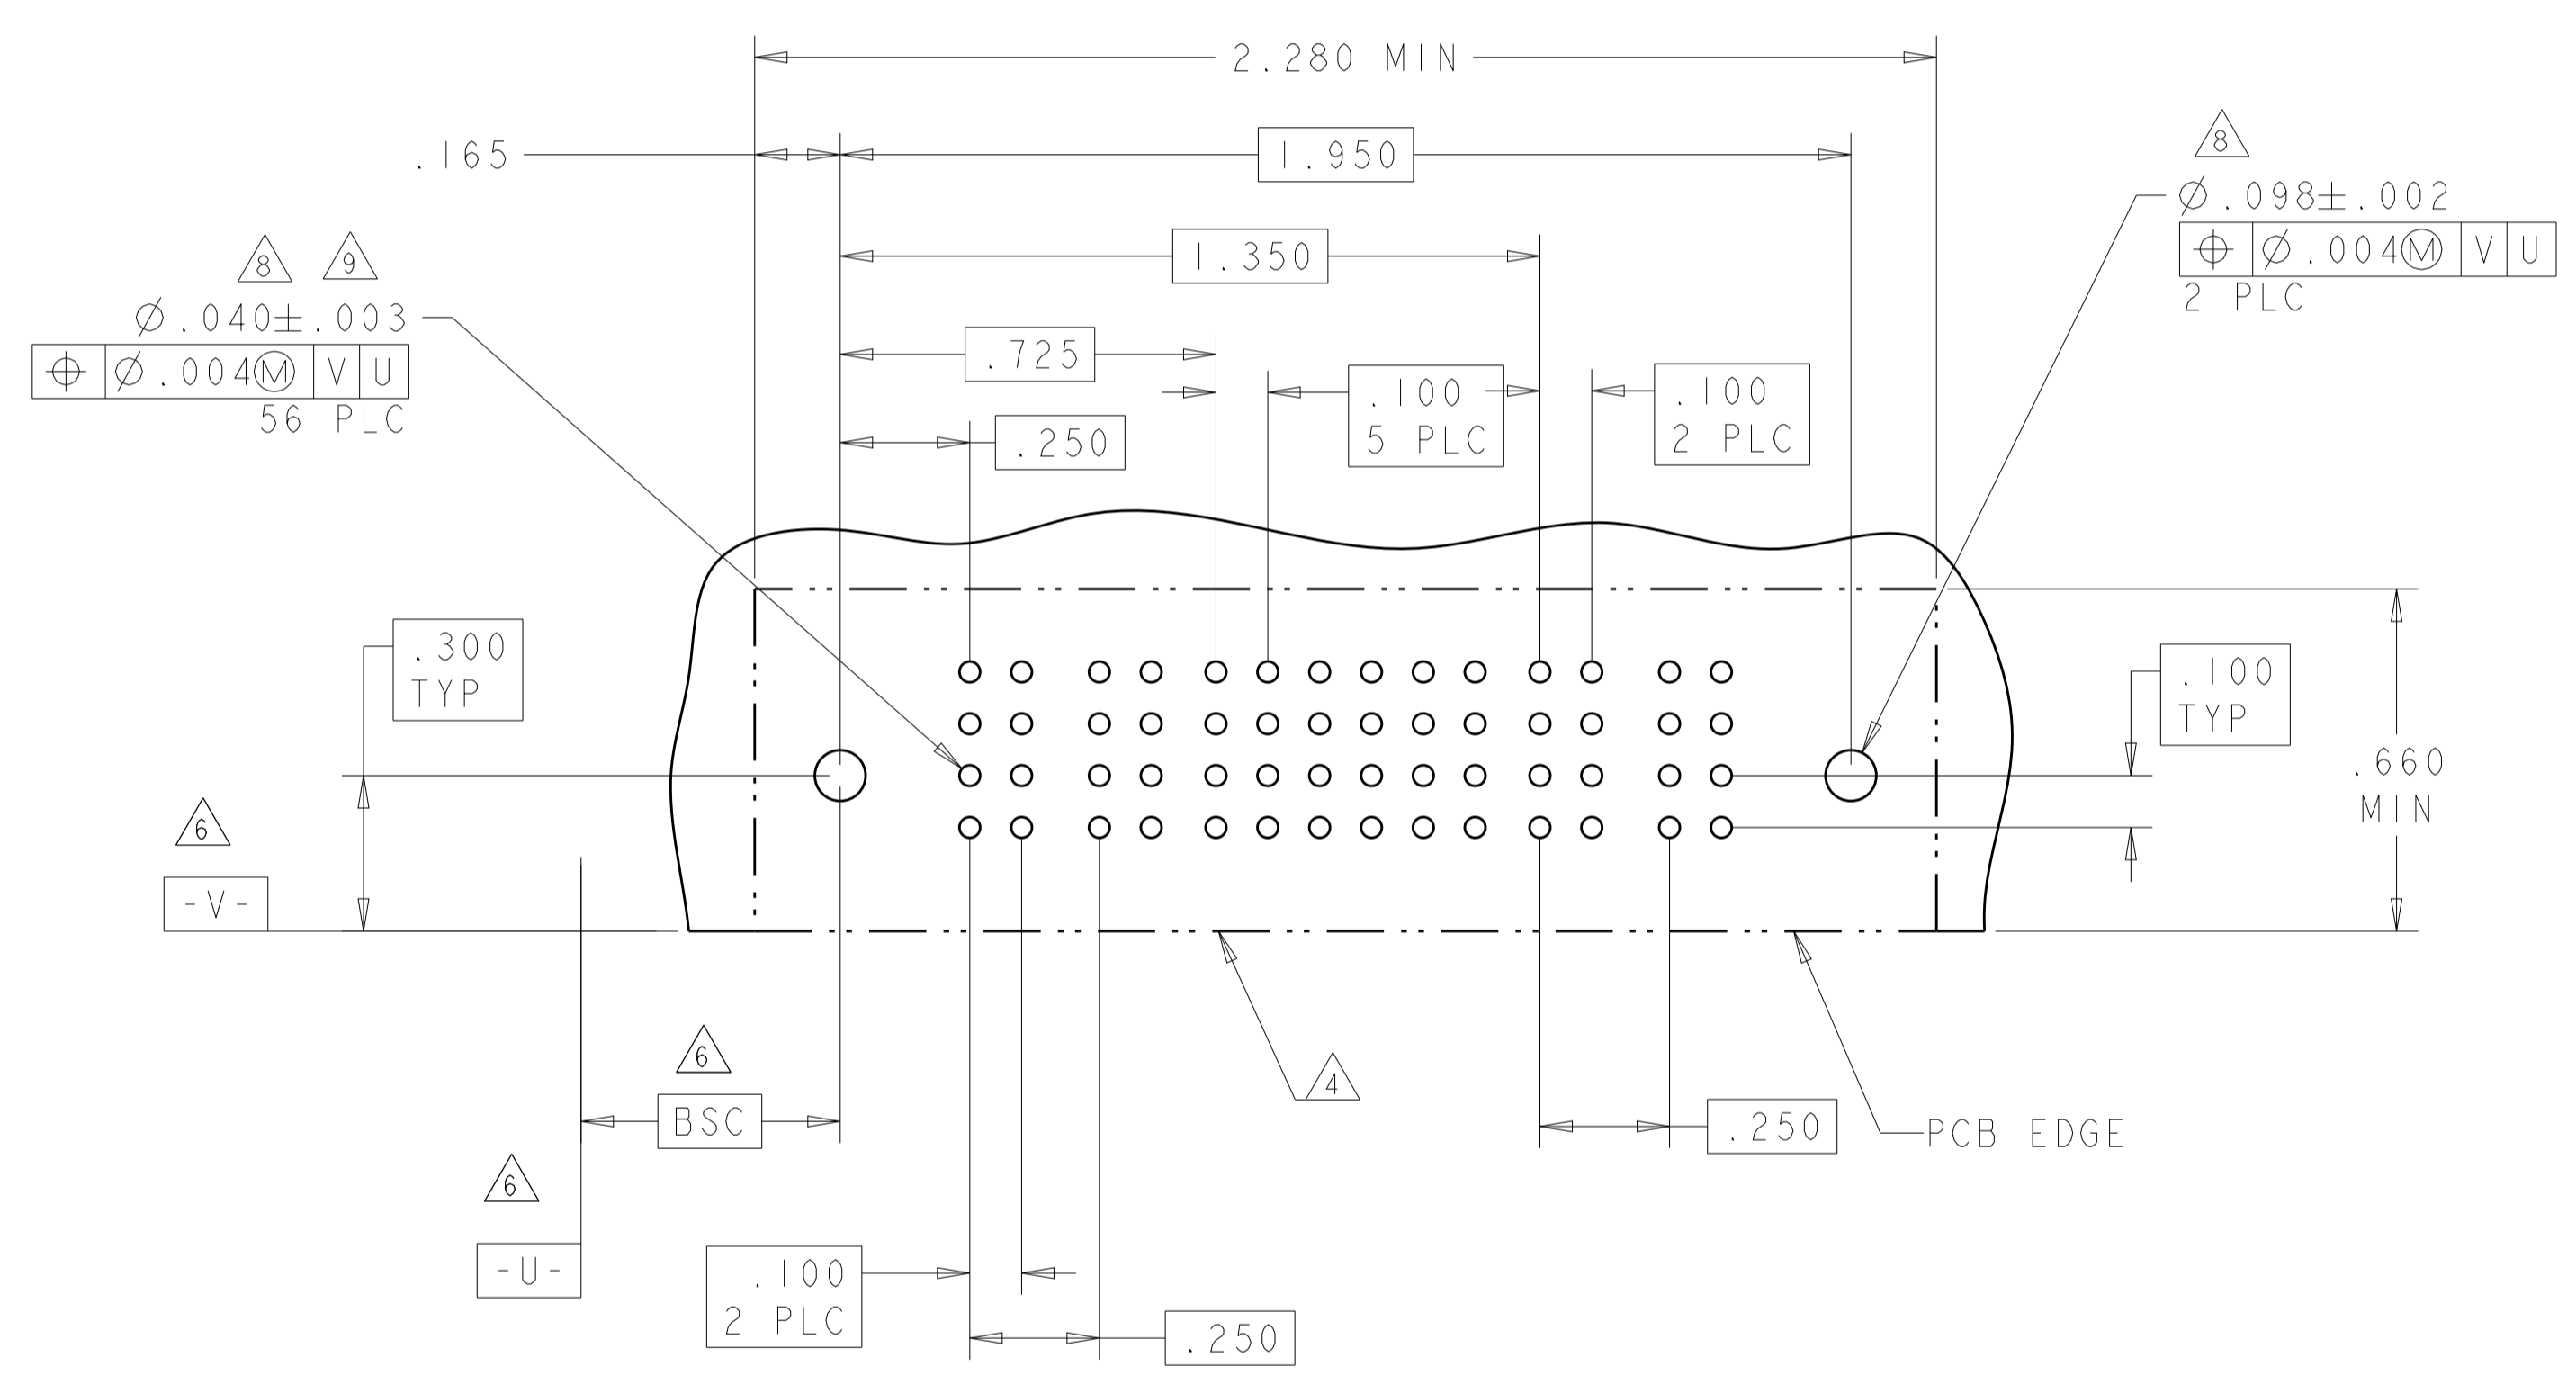 2.280 MIN
.165
1.950
8
Ø.098±.002
⌖ Ø.004Ⓜ V U
2 PLC
1.350
8 9
Ø.040±.003
⌖ Ø.004Ⓜ V U
56 PLC
.725
.100
5 PLC
.100
2 PLC
.250
.300
TYP
.100
TYP
.660
MIN
6
-V-
6
BSC
4
.250
PCB EDGE
6
-U-
.100
2 PLC
.250